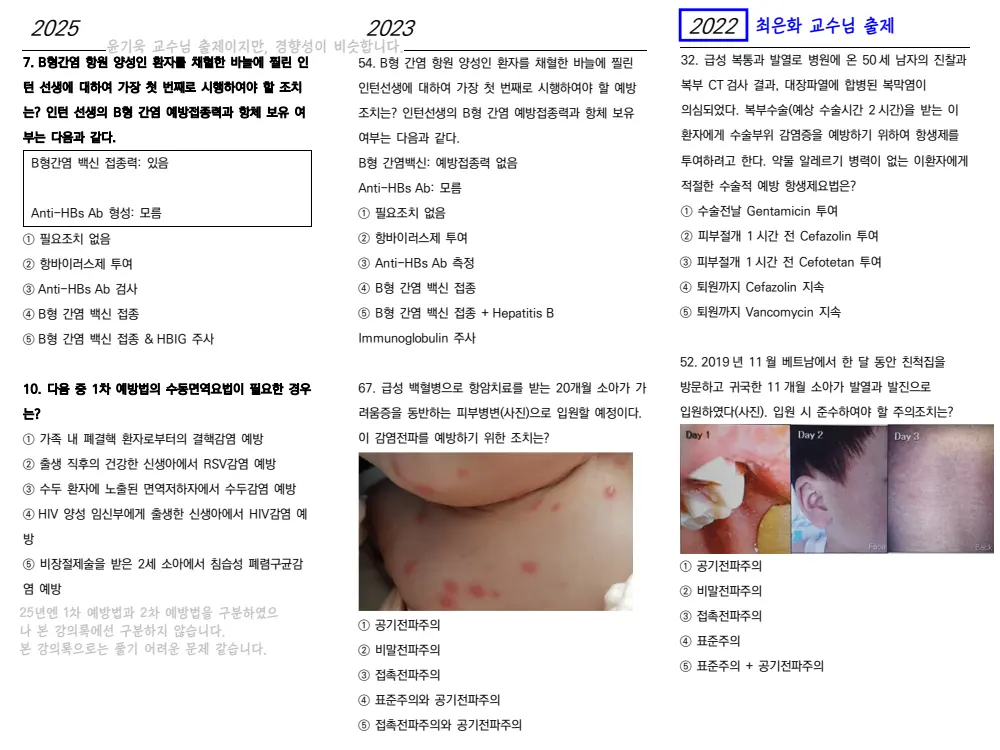 2025
윤기욱 교수님 출제이지만, 경향성이 비슷합니다.
7. B형간염 항원 양성인 환자를 채혈한 바늘에 찔린 인
턴 선생에 대하여 가장 첫 번째로 시행하여야 할 조치
는? 인턴 선생의 B형 간염 예방접종력과 항체 보유 여
부는 다음과 같다.
B형간염 백신 접종력: 있음
Anti-HBs Ab 형성: 모름
① 필요조치 없음
② 항바이러스제 투여
③ Anti-HBs Ab 검사
④ B형 간염 백신 접종
⑤ B형 간염 백신 접종 & HBIG 주사
10. 다음 중 1차 예방법의 수동면역요법이 필요한 경우
는?
① 가족 내 폐결핵 환자로부터의 결핵감염 예방
② 출생 직후의 건강한 신생아에서 RSV감염 예방
③ 수두 환자에 노출된 면역저하자에서 수두감염 예방
④ HIV 양성 임신부에게 출생한 신생아에서 HIV감염 예
방
⑤ 비장절제술을 받은 2세 소아에서 침습성 폐렴구균감
염 예방
25년엔 1차 예방법과 2차 예방법을 구분하였으
나 본 강의록에선 구분하지 않습니다.
본 강의록으로는 풀기 어려운 문제 같습니다.
2023
54. B형 간염 항원 양성인 환자를 채혈한 바늘에 찔린
인턴선생에 대하여 가장 첫 번째로 시행하여야 할 예방
조치는? 인턴선생의 B형 간염 예방접종력과 항체 보유
여부는 다음과 같다.
B형 간염백신: 예방접종력 없음
Anti-HBs Ab: 모름
① 필요조치 없음
② 항바이러스제 투여
③ Anti-HBs Ab 측정
④ B형 간염 백신 접종
⑤ B형 간염 백신 접종 + Hepatitis B
Immunoglobulin 주사
67. 급성 백혈병으로 항암치료를 받는 20개월 소아가 가
려움증을 동반하는 피부병변(사진)으로 입원할 예정이다.
이 감염전파를 예방하기 위한 조치는?
① 공기전파주의
② 비말전파주의
③ 접촉전파주의
④ 표준주의와 공기전파주의
⑤ 접촉전파주의와 공기전파주의
2022 최은화 교수님 출제
32. 급성 복통과 발열로 병원에 온 50세 남자의 진찰과
복부 CT 검사 결과, 대장파열에 합병된 복막염이
의심되었다. 복부수술(예상 수술시간 2시간)을 받는 이
환자에게 수술부위 감염증을 예방하기 위하여 항생제를
투여하려고 한다. 약물 알레르기 병력이 없는 이환자에게
적절한 수술적 예방 항생제요법은?
① 수술전날 Gentamicin 투여
② 피부절개 1시간 전 Cefazolin 투여
③ 피부절개 1시간 전 Cefotetan 투여
④ 퇴원까지 Cefazolin 지속
⑤ 퇴원까지 Vancomycin 지속
52. 2019년 11월 베트남에서 한 달 동안 친척집을
방문하고 귀국한 11개월 소아가 발열과 발진으로
입원하였다(사진). 입원 시 준수하여야 할 주의조치는?
Day 1 Day 2 Day 3
Face Back
① 공기전파주의
② 비말전파주의
③ 접촉전파주의
④ 표준주의
⑤ 표준주의 + 공기전파주의